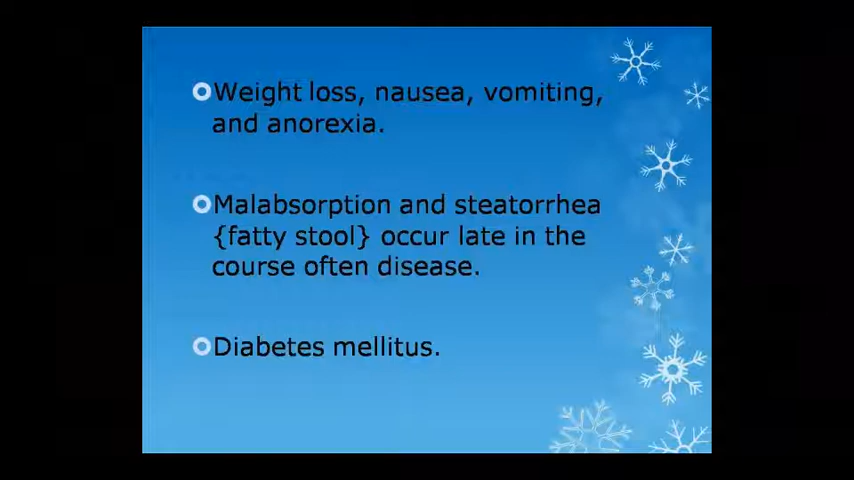 Weight loss, nausea, vomiting,
and anorexia.
Malabsorption and steatorrhea
{fatty stool} occur late in the
course often disease.
Diabetes mellitus.